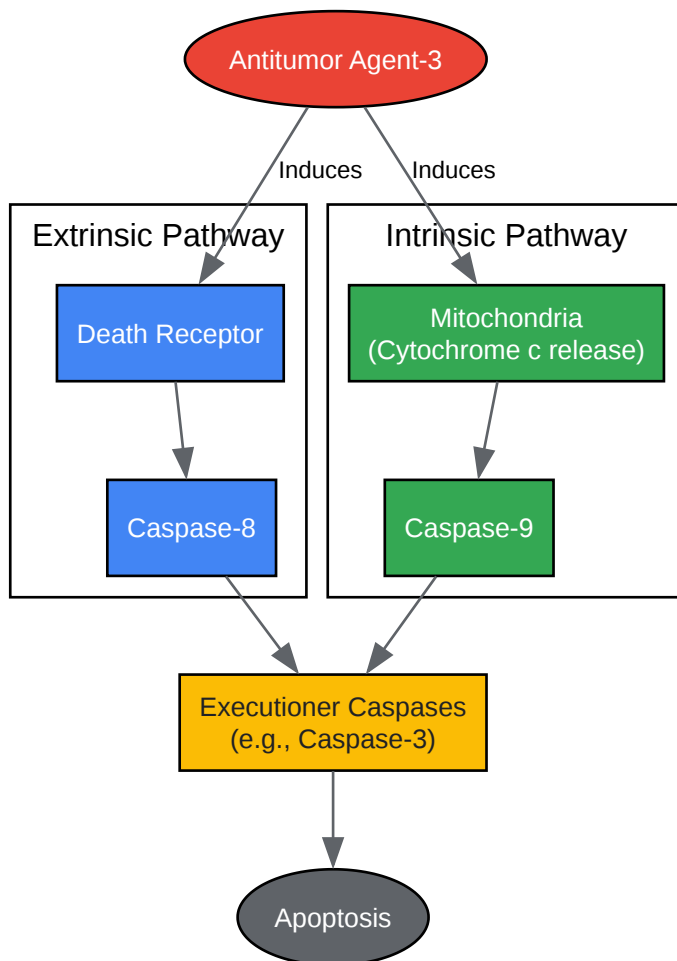 Antitumor Agent-3
Induces
Induces
Extrinsic Pathway
Intrinsic Pathway
Death Receptor
Mitochondria
(Cytochrome c release)
Caspase-8
Caspase-9
Executioner Caspases
(e.g., Caspase-3)
Apoptosis